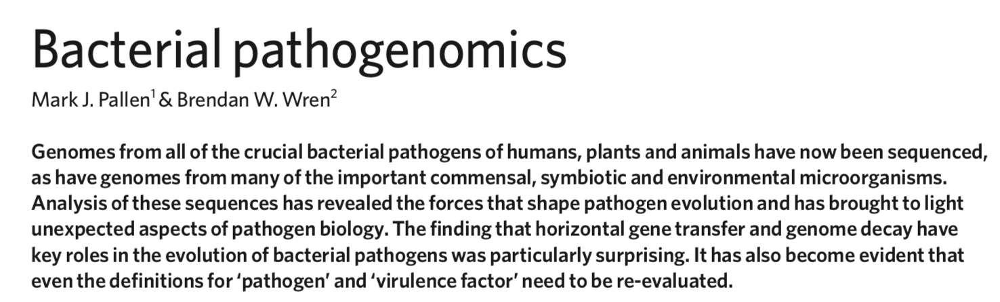 Bacterial pathogenomics
Mark J. Pallen¹ & Brendan W. Wren²
Genomes from all of the crucial bacterial pathogens of humans, plants and animals have now been sequenced,
as have genomes from many of the important commensal, symbiotic and environmental microorganisms.
Analysis of these sequences has revealed the forces that shape pathogen evolution and has brought to light
unexpected aspects of pathogen biology. The finding that horizontal gene transfer and genome decay have
key roles in the evolution of bacterial pathogens was particularly surprising. It has also become evident that
even the definitions for ‘pathogen’ and ‘virulence factor’ need to be re-evaluated.